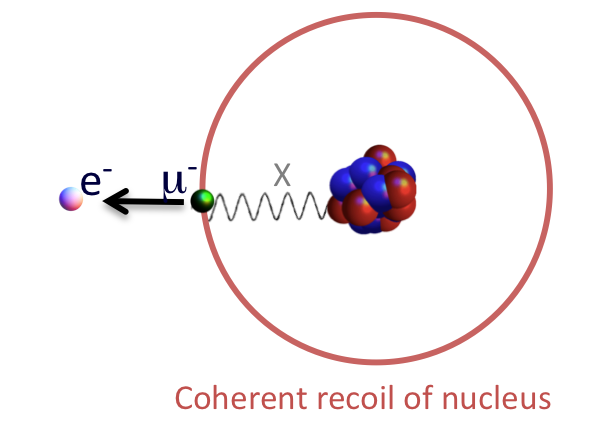 e⁻
μ⁻
X
Coherent recoil of nucleus